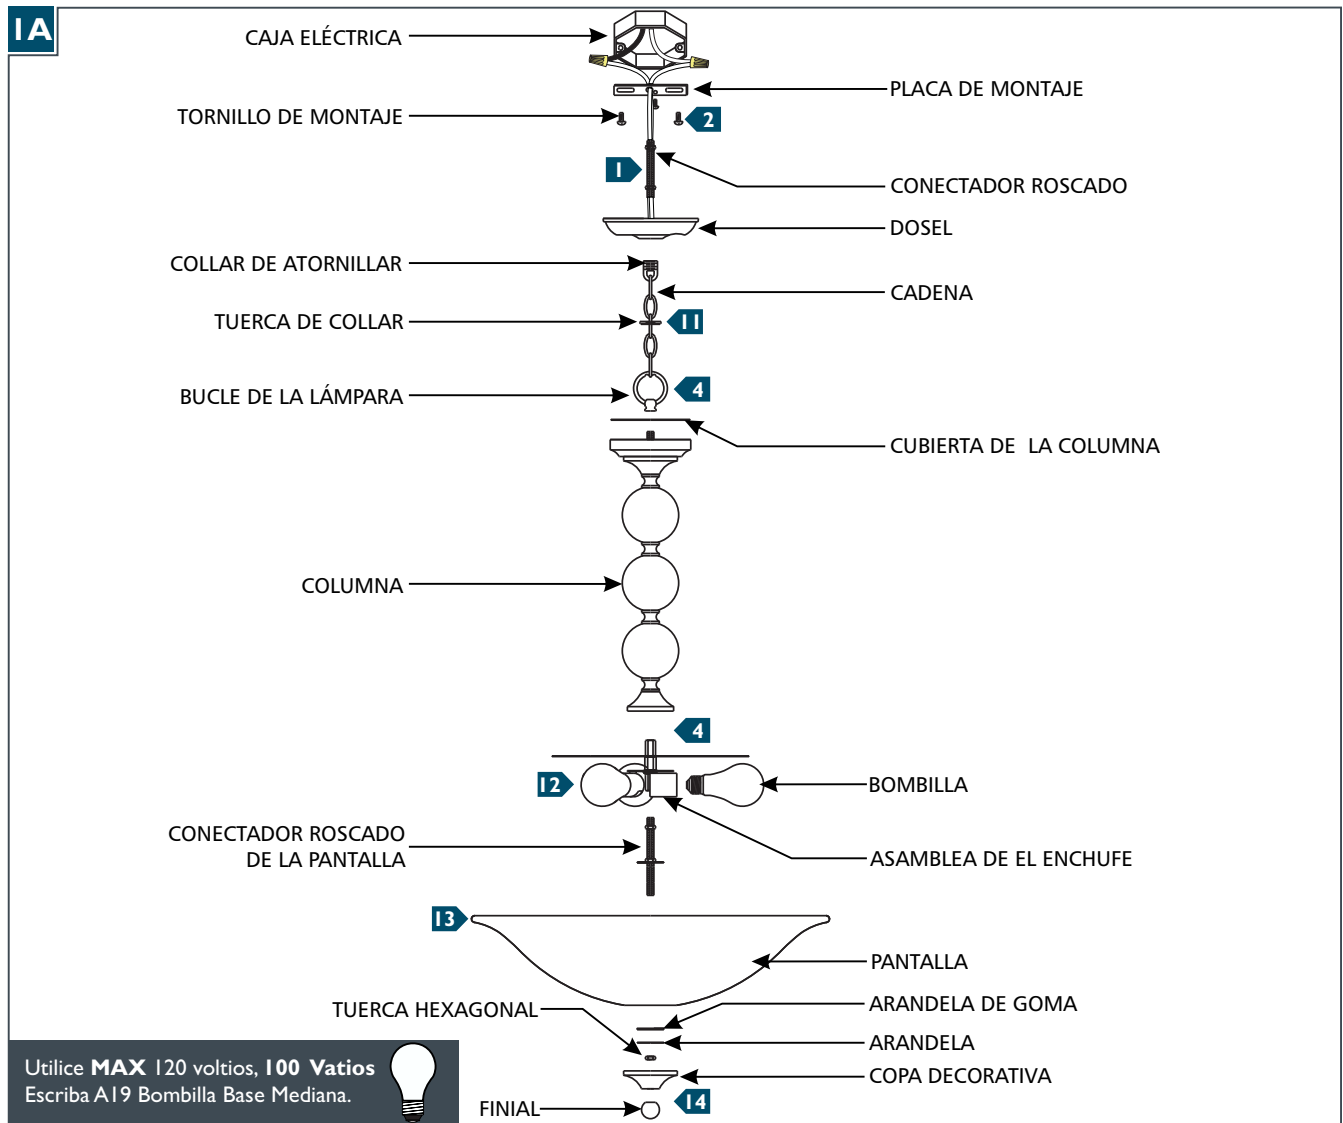 1A
CAJA ELÉCTRICA
PLACA DE MONTAJE
TORNILLO DE MONTAJE
2
1
CONECTADOR ROSCADO
DOSEL
COLLAR DE ATORNILLAR
CADENA
TUERCA DE COLLAR
11
BUCLE DE LA LÁMPARA
4
CUBIERTA DE LA COLUMNA
COLUMNA
4
12
BOMBILLA
CONECTADOR ROSCADO
DE LA PANTALLA
ASAMBLEA DE EL ENCHUFE
13
PANTALLA
TUERCA HEXAGONAL
ARANDELA DE GOMA
ARANDELA
COPA DECORATIVA
14
FINIAL
Utilice MAX 120 voltios, 100 Vatios
Escriba A19 Bombilla Base Mediana.